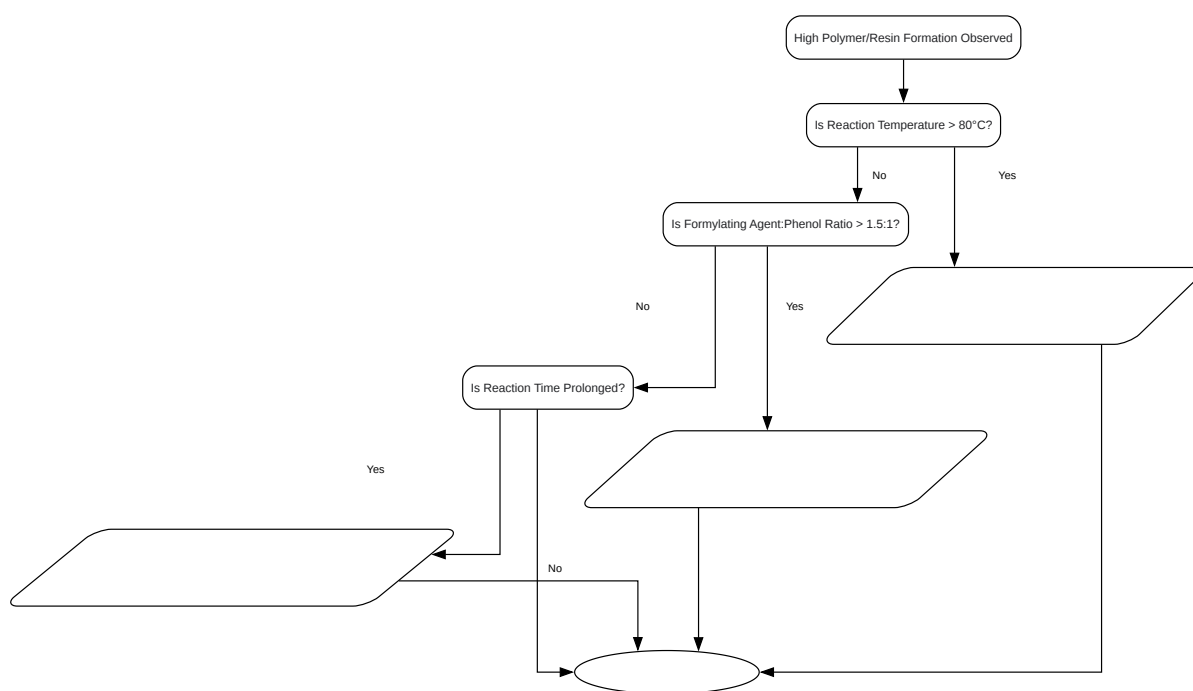 High Polymer/Resin Formation Observed
Is Reaction Temperature > 80°C?
No
Yes
Is Formylating Agent:Phenol Ratio > 1.5:1?
No
Yes
Is Reaction Time Prolonged?
Yes
No